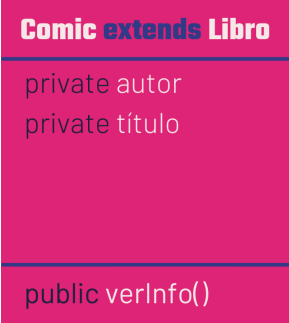 Comic extends Libro
private autor
private título
public verInfo()